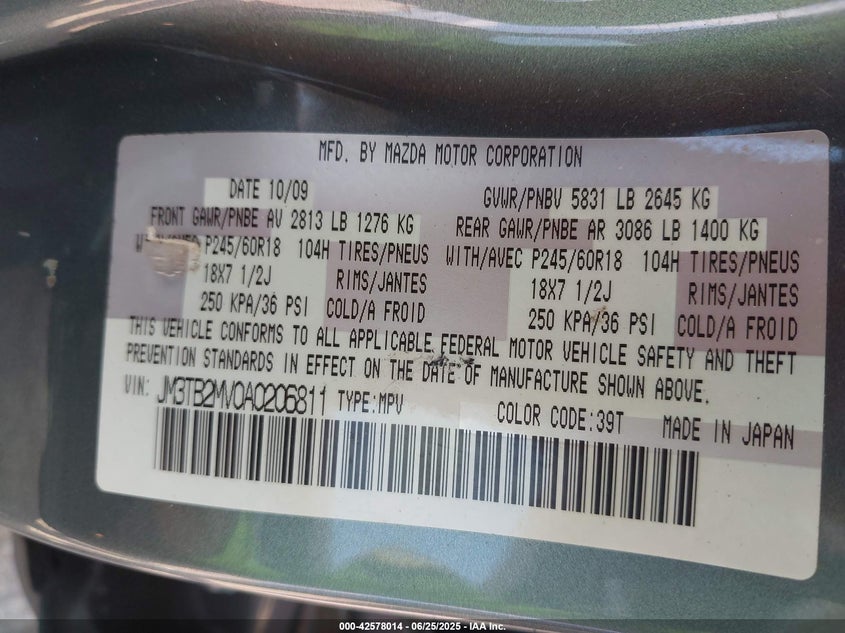 MFD. BY MAZDA MOTOR CORPORATION
DATE 10/09 GVWR/PNBV 5831 LB 2645 KG
FRONT GAWR/PNBE AV 2813 LB 1276 KG REAR GAWR/PNBE AR 3086 LB 1400 KG
WITH/AVEC P245/60R18 104H TIRES/PNEUS WITH/AVEC P245/60R18 104H TIRES/PNEUS
18X7 1/2J RIMS/JANTES 18X7 1/2J RIMS/JANTES
250 KPA/36 PSI COLD/A FROID 250 KPA/36 PSI COLD/A FROID
THIS VEHICLE CONFORMS TO ALL APPLICABLE FEDERAL MOTOR VEHICLE SAFETY AND THEFT
PREVENTION STANDARDS IN EFFECT ON THE DATE OF MANUFACTURE SHOWN ABOVE.
VIN: JM3TB2MV0A0206811 TYPE:MPV COLOR CODE:39T MADE IN JAPAN
000-42578014 - 06/25/2025 - IAA Inc.